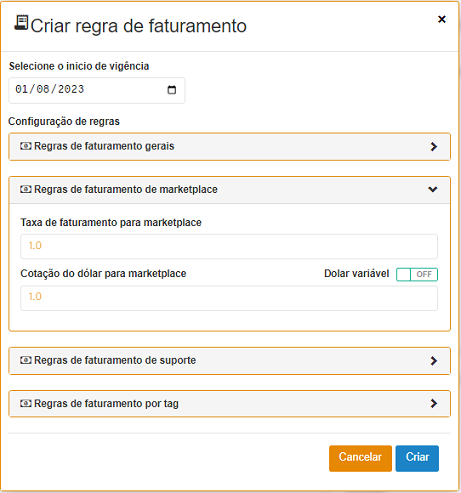 Criar regra de faturamento
×
Selecione o inicio de vigência
01/08/2023
Configuração de regras
Regras de faturamento gerais
Regras de faturamento de marketplace
Taxa de faturamento para marketplace
1.0
Cotação do dólar para marketplace Dolar variável OFF
1.0
Regras de faturamento de suporte
Regras de faturamento por tag
Cancelar Criar